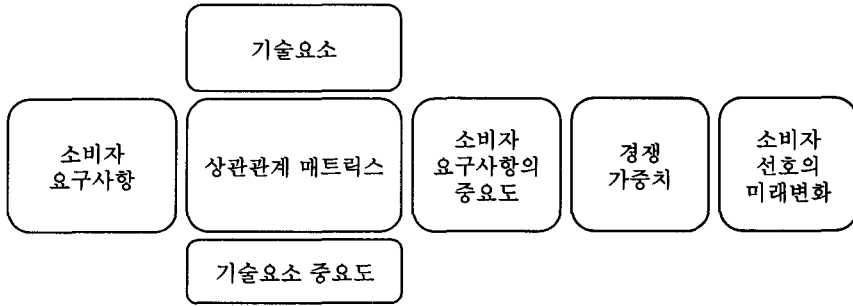 기술요소
소비자
요구사항
상관관계 매트릭스
소비자
요구사항의
중요도
경쟁
가중치
소비자
선호의
미래변화
기술요소 중요도